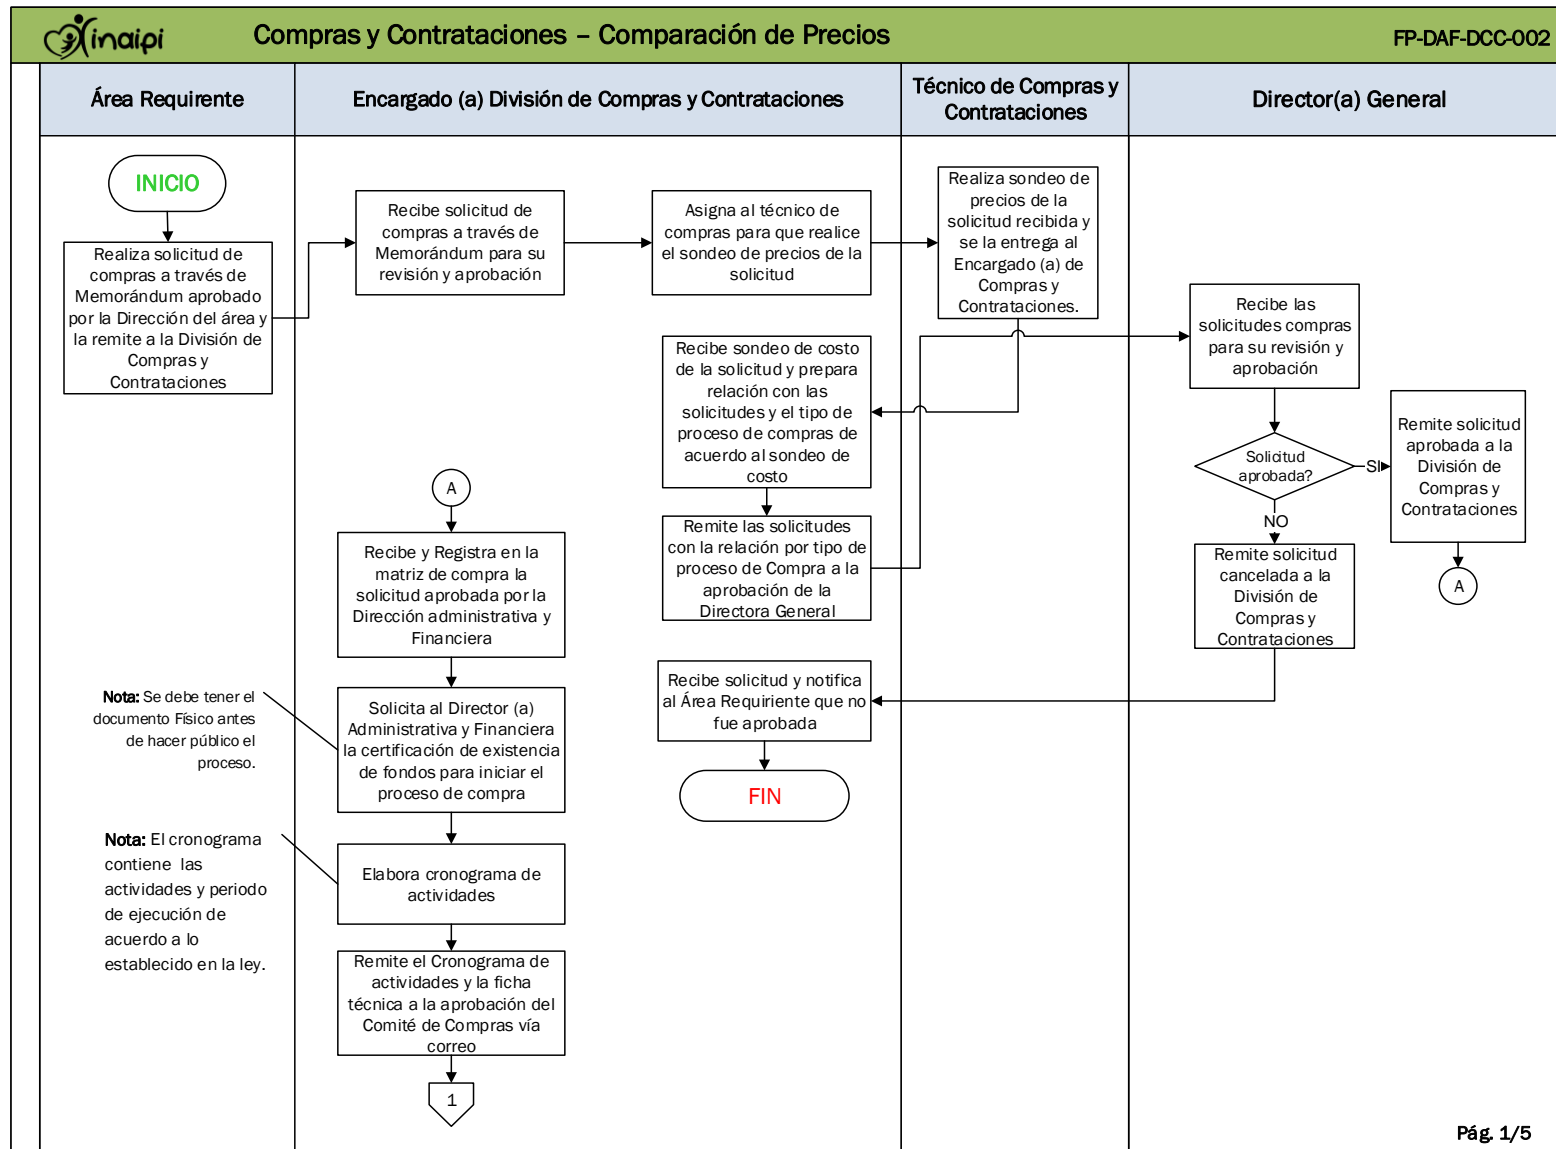 inaipi
Compras y Contrataciones – Comparación de Precios
FP-DAF-DCC-002
Área Requirente
Encargado (a) División de Compras y Contrataciones
Técnico de Compras y
Contrataciones
Director(a) General
INICIO
Realiza solicitud de
compras a través de
Memorándum aprobado
por la Dirección del área y
la remite a la División de
Compras y
Contrataciones
Recibe solicitud de
compras a través de
Memorándum para su
revisión y aprobación
Asigna al técnico de
compras para que realice
el sondeo de precios de la
solicitud
Realiza sondeo de
precios de la
solicitud recibida y
se la entrega al
Encargado (a) de
Compras y
Contrataciones.
Recibe sondeo de costo
de la solicitud y prepara
relación con las
solicitudes y el tipo de
proceso de compras de
acuerdo al sondeo de
costo
Remite las solicitudes
con la relación por tipo de
proceso de Compra a la
aprobación de la
Directora General
Recibe las
solicitudes compras
para su revisión y
aprobación
Solicitud
aprobada?
SI
NO
Remite solicitud
aprobada a la
División de
Compras y
Contrataciones
A
Remite solicitud
cancelada a la
División de
Compras y
Contrataciones
Recibe solicitud y notifica
al Área Requiriente que no
fue aprobada
FIN
A
Recibe y Registra en la
matriz de compra la
solicitud aprobada por la
Dirección administrativa y
Financiera
Nota: Se debe tener el
documento Físico antes
de hacer público el
proceso.
Solicita al Director (a)
Administrativa y Financiera
la certificación de existencia
de fondos para iniciar el
proceso de compra
Nota: El cronograma
contiene las
actividades y periodo
de ejecución de
acuerdo a lo
establecido en la ley.
Elabora cronograma de
actividades
Remite el Cronograma de
actividades y la ficha
técnica a la aprobación del
Comité de Compras vía
correo
1
Pág. 1/5